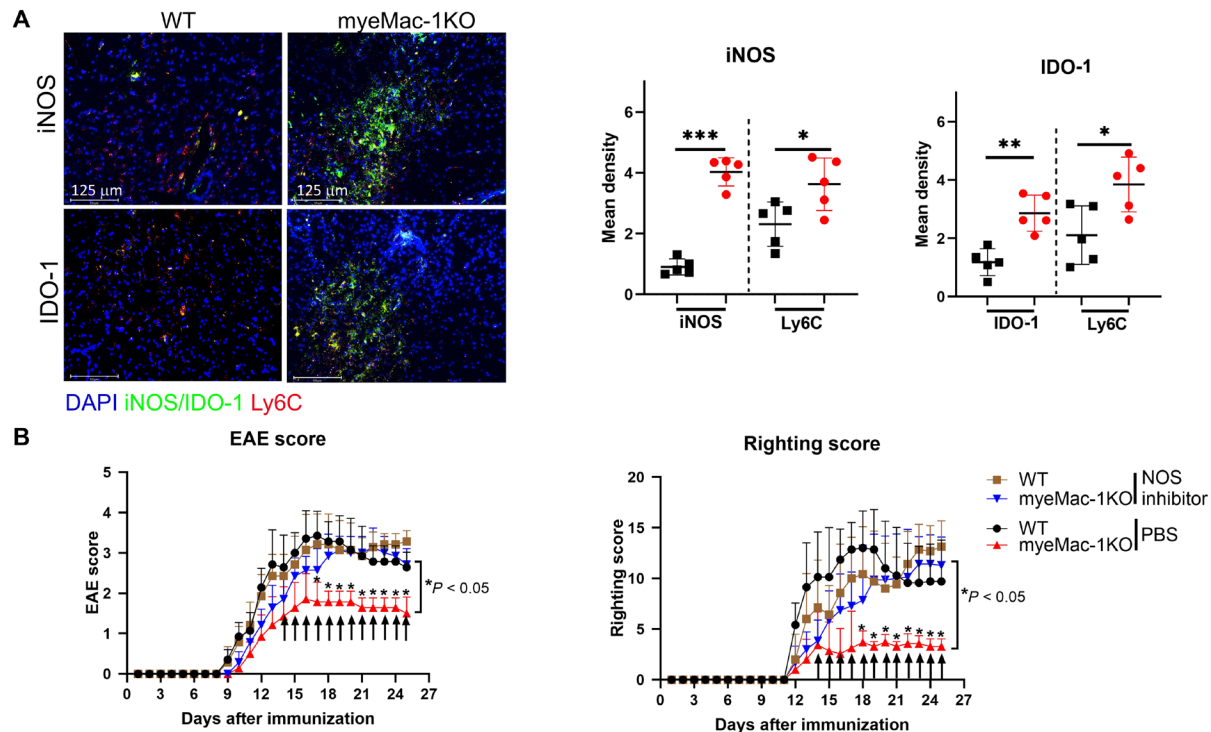 A
WT
myeMac-1KO
iNOS
125 µm
125 µm
IDO-1
DAPI iNOS/IDO-1 Ly6C
iNOS
Mean density
6
4
2
0
***
*
iNOS
Ly6C
IDO-1
Mean density
6
4
2
0
**
*
IDO-1
Ly6C
B
EAE score
EAE score
5
4
3
2
1
0
* * * * * * * * *
*P < 0.05
0 3 6 9 12 15 18 21 24 27
Days after immunization
Righting score
Righting score
20
15
10
5
0
* * * * * * * *
*P < 0.05
0 3 6 9 12 15 18 21 24 27
Days after immunization
WT
myeMac-1KO
NOS
inhibitor
WT
myeMac-1KO
PBS